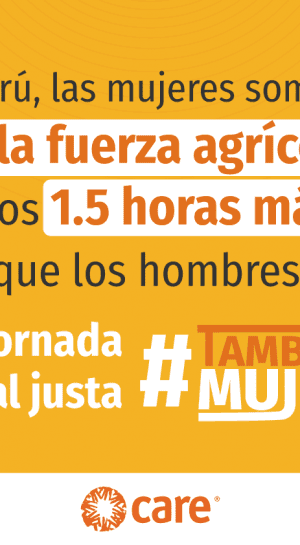 rú, las mujeres som
la fuerza agríc
os 1.5 horas má
que los hombres
ornada
al justa
#TAMB
MUJ
care®